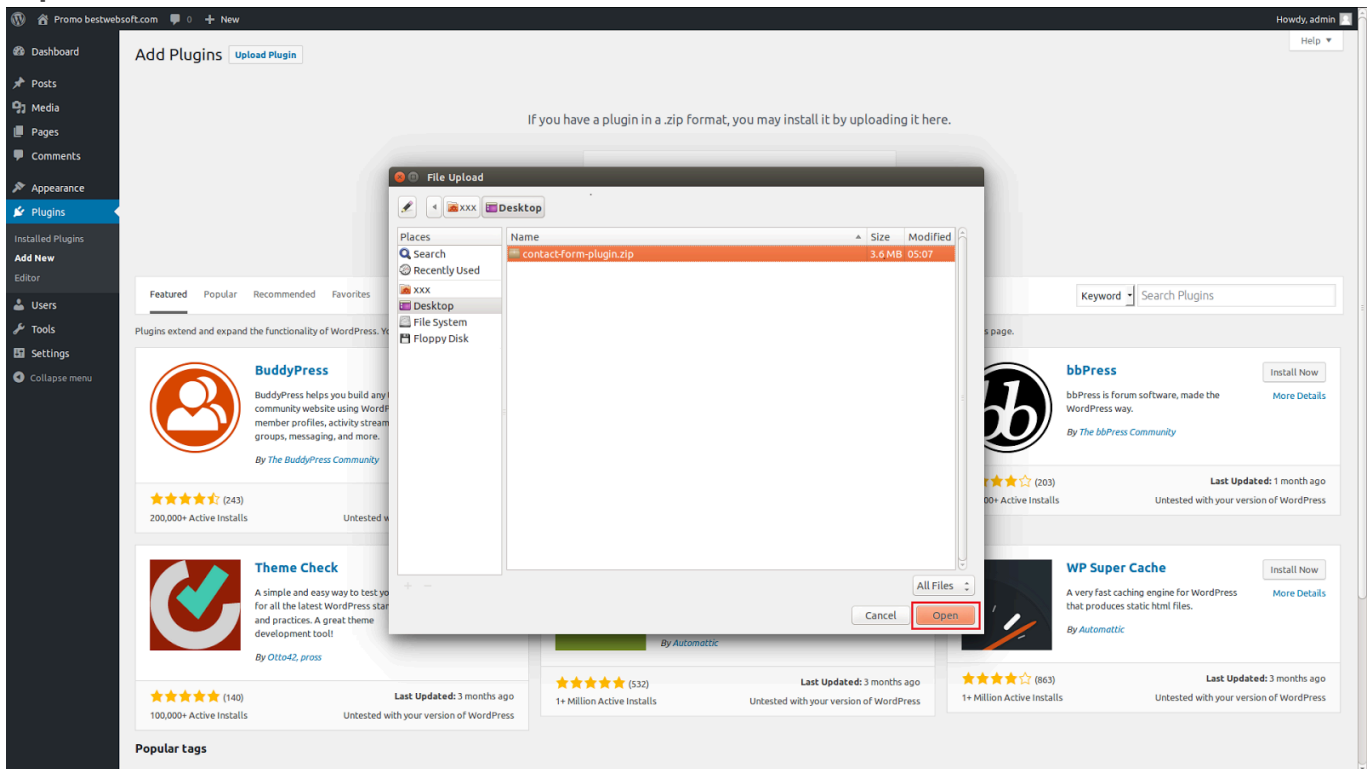 Promo bestwebsoft.com 0 + New Howdy, admin
Dashboard
Posts
Media
Pages
Comments
Appearance
Plugins
Installed Plugins
Add New
Editor
Users
Tools
Settings
Collapse menu
Help
Add Plugins Upload Plugin
If you have a plugin in a .zip format, you may install it by uploading it here.
File Upload
xxx Desktop
Places
Search
Recently Used
xxx
Desktop
File System
Floppy Disk
Name Size Modified
contact-form-plugin.zip 3.6 MB 05:07
All Files
Cancel Open
Featured Popular Recommended Favorites
Keyword Search Plugins
Plugins extend and expand the functionality of WordPress.
s page.
BuddyPress
BuddyPress helps you build any
community website using WordP
member profiles, activity stream
groups, messaging, and more.
By The BuddyPress Community
(243)
200,000+ Active Installs Untested w
bb
bbPress
Install Now
bbPress is forum software, made the More Details
WordPress way.
By The bbPress Community
(203) Last Updated: 1 month ago
00+ Active Installs Untested with your version of WordPress
Theme Check
A simple and easy way to test yo
for all the latest WordPress star
and practices. A great theme
development tool!
By Otto42, pross
(140) Last Updated: 3 months ago
100,000+ Active Installs Untested with your version of WordPress
By Automattic
(532) Last Updated: 3 months ago
1+ Million Active Installs Untested with your version of WordPress
WP Super Cache
Install Now
A very fast caching engine for WordPress More Details
that produces static html files.
By Automattic
(863) Last Updated: 3 months ago
1+ Million Active Installs Untested with your version of WordPress
Popular tags